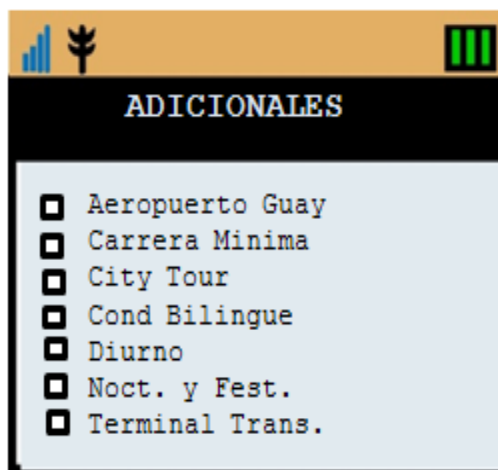 ADICIONALES
Aeropuerto Guay
Carrera Minima
City Tour
Cond Bilingue
Diurno
Noct. y Fest.
Terminal Trans.